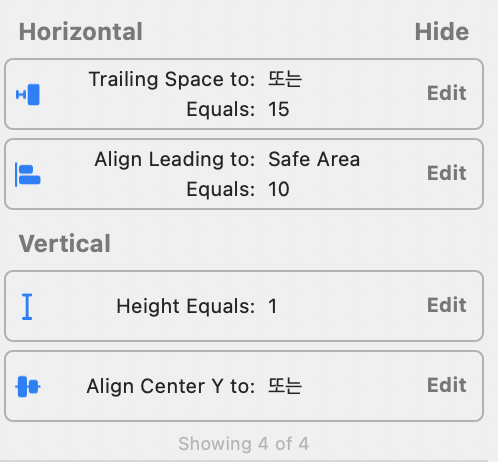 Horizontal Hide
Trailing Space to: 또는
Equals: 15
Edit
Align Leading to: Safe Area
Equals: 10
Edit
Vertical
Height Equals: 1 Edit
Align Center Y to: 또는 Edit
Showing 4 of 4